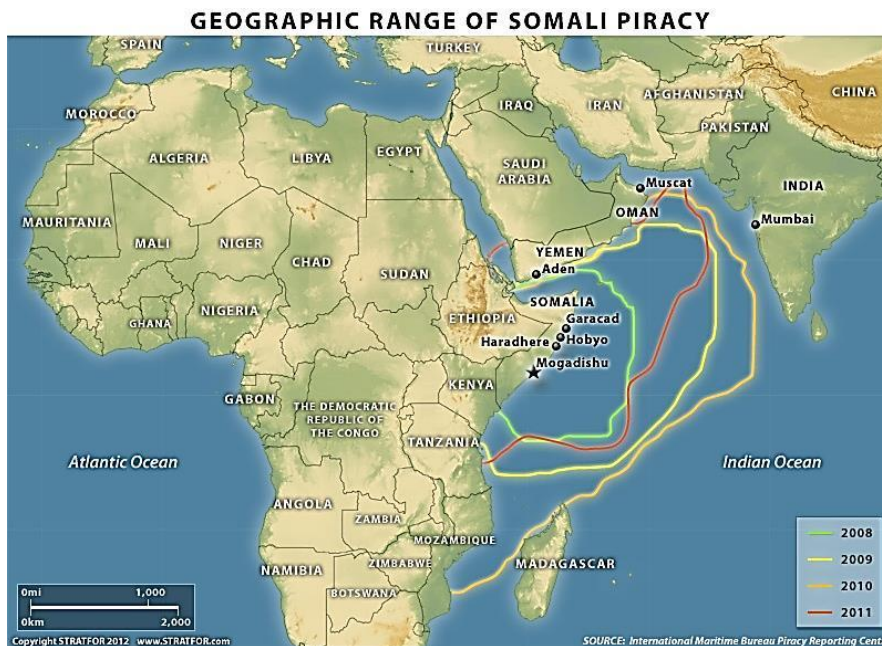 GEOGRAPHIC RANGE OF SOMALI PIRACY
SPAIN
TURKEY
MOROCCO
ALGERIA
LIBYA
EGYPT
IRAQ
IRAN
AFGHANISTAN
CHINA
PAKISTAN
SAUDI
ARABIA
Muscat
OMAN
INDIA
Mumbai
MAURITANIA
MALI
NIGER
CHAD
SUDAN
YEMEN
Aden
NIGERIA
GHANA
ETHIOPIA
SOMALIA
Garacad
Hobyo
Haradhere
Mogadishu
GABON
THE DEMOCRATIC
REPUBLIC OF
THE CONGO
KENYA
TANZANIA
Atlantic Ocean
Indian Ocean
ANGOLA
ZAMBIA
MOZAMBIQUE
NAMIBIA
ZIMBABWE
BOTSWANA
MADAGASCAR
2008
2009
2010
2011
0mi 1,000
0km 2,000
Copyright STRATFOR 2012 www.STRATFOR.com
SOURCE: International Maritime Bureau Piracy Reporting Cent